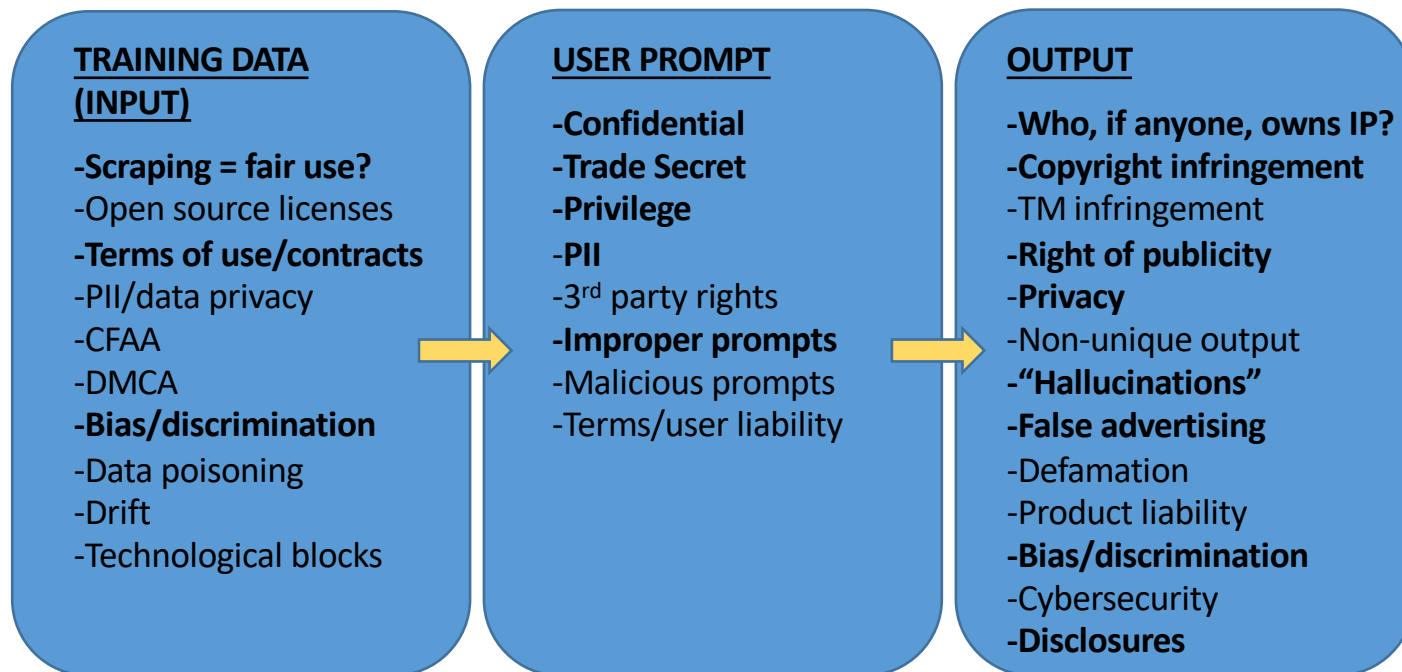 TRAINING DATA
(INPUT)
-Scraping = fair use?
-Open source licenses
-Terms of use/contracts
-PII/data privacy
-CFAA
-DMCA
-Bias/discrimination
-Data poisoning
-Drift
-Technological blocks
USER PROMPT
-Confidential
-Trade Secret
-Privilege
-PII
-3rd party rights
-Improper prompts
-Malicious prompts
-Terms/user liability
OUTPUT
-Who, if anyone, owns IP?
-Copyright infringement
-TM infringement
-Right of publicity
-Privacy
-Non-unique output
-“Hallucinations”
-False advertising
-Defamation
-Product liability
-Bias/discrimination
-Cybersecurity
-Disclosures